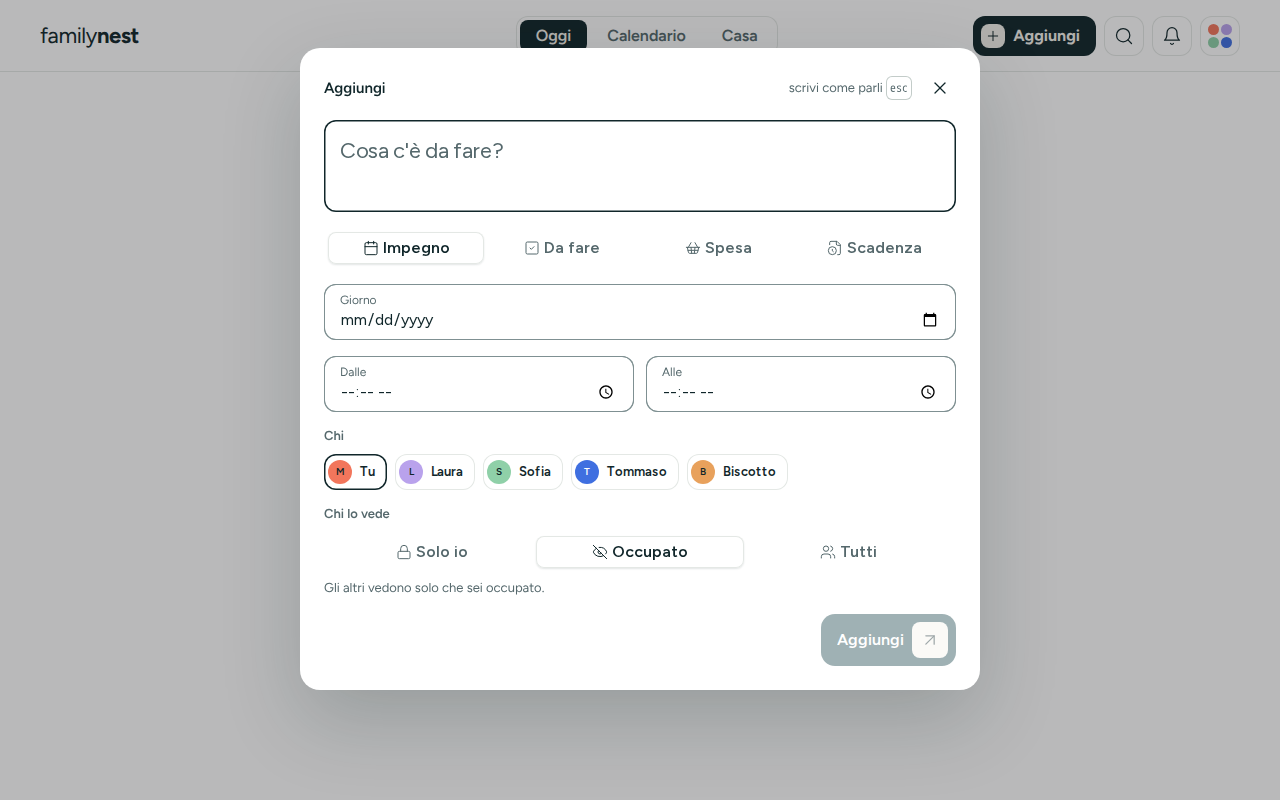 familynest
Oggi Calendario Casa
Aggiungi
Aggiungi
scrivi come parli esc
Cosa c'è da fare?
Impegno Da fare Spesa Scadenza
Giorno
mm/dd/yyyy
Dalle Alle
--:-- -- --:-- --
Chi
M Tu L Laura S Sofia T Tommaso B Biscotto
Chi lo vede
Solo io Occupato Tutti
Gli altri vedono solo che sei occupato.
Aggiungi